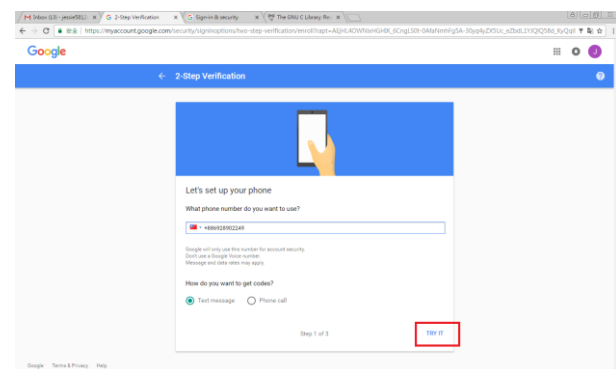 Inbox (13) - jessie5812
2-Step Verification
Sign-in & security
The GNU C Library: Re
https://myaccount.google.com/security/signinoptions/two-step-verification/enroll?rapt=
Google
J
2-Step Verification
Let's set up your phone
What phone number do you want to use?
+886928902249
Google will only use this number for account security.
Don't use a Google Voice number.
Message and data rates may apply.
How do you want to get codes?
Text message Phone call
Step 1 of 3 TRY IT
Google Terms & Privacy Help